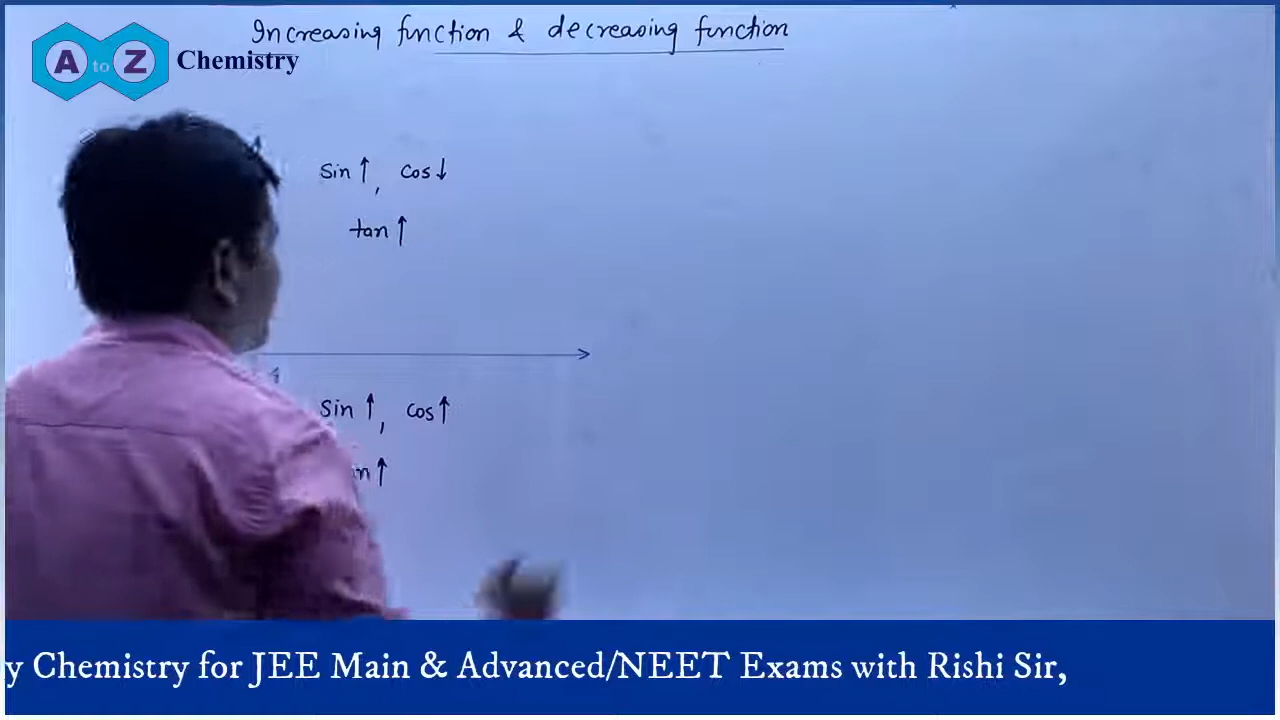 Increasing function & decreasing function
A to Z Chemistry
Sin↑, Cos↓
tan↑
Sin↑, Cos↑
n↑
y Chemistry for JEE Main & Advanced/NEET Exams with Rishi Sir,